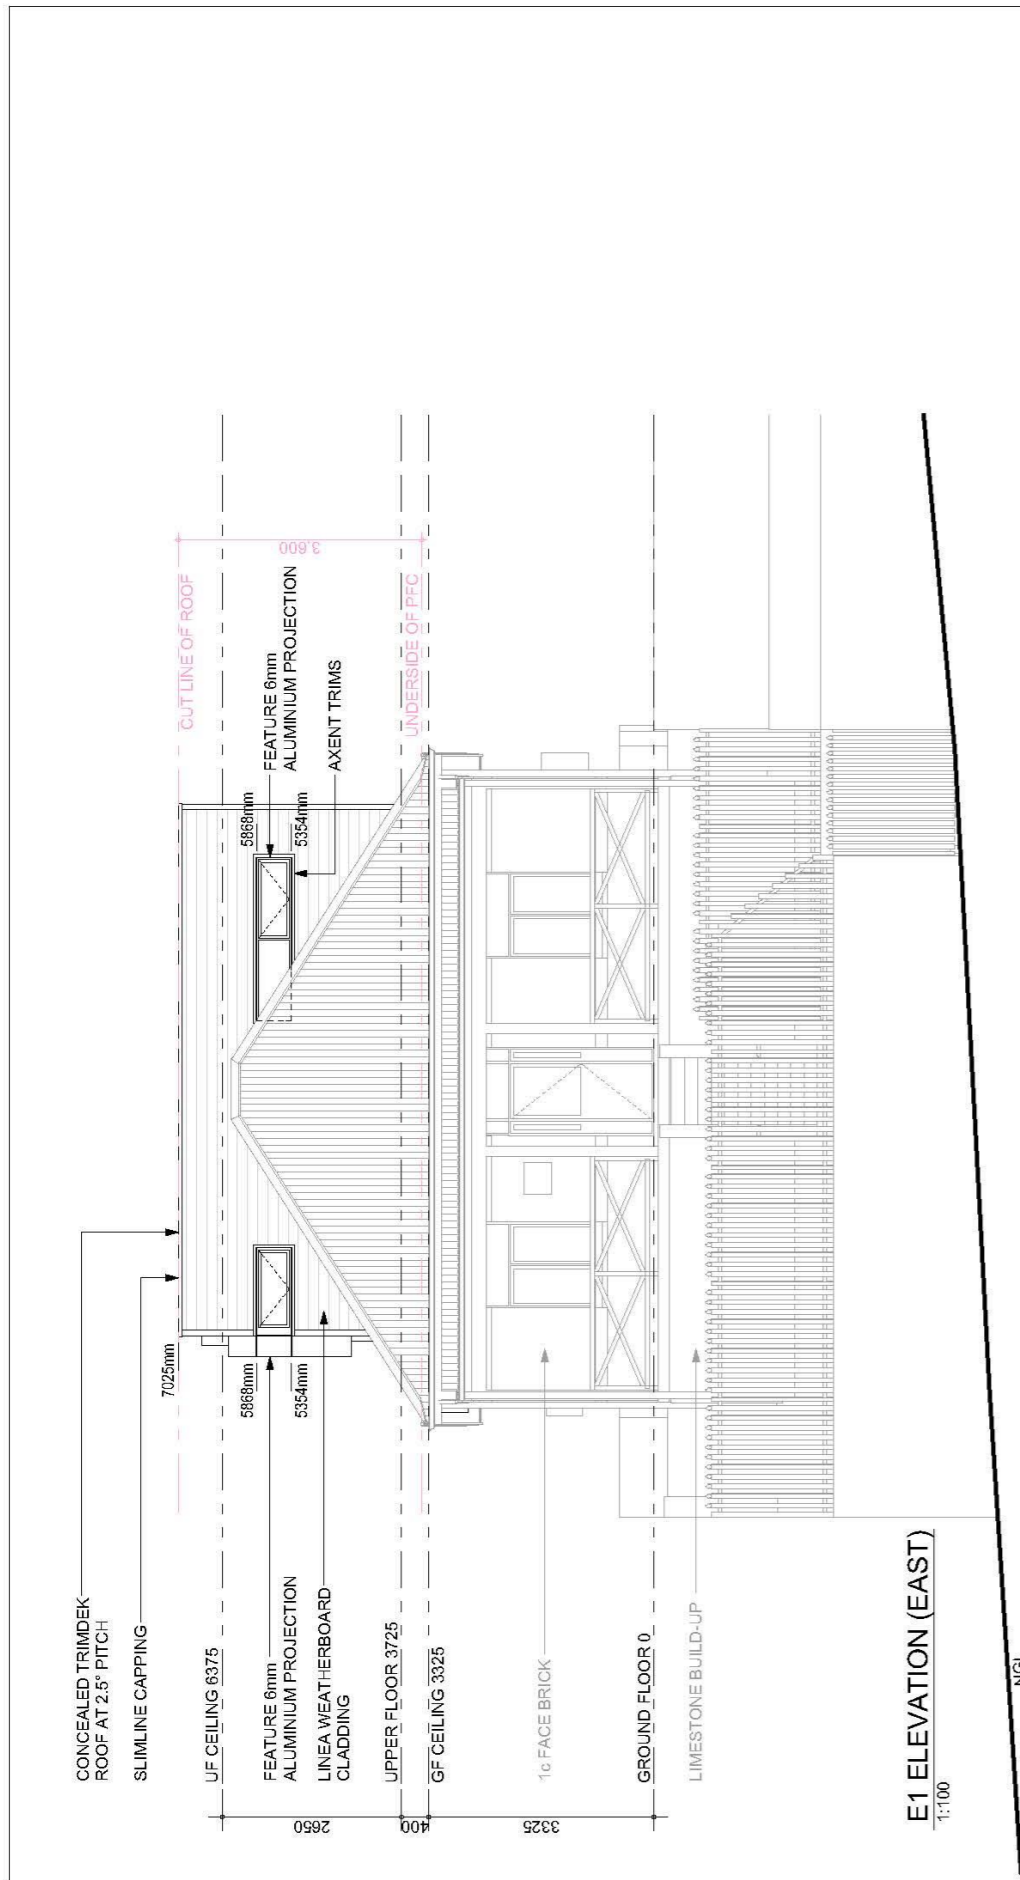 CONCEALED TRIMDEK
ROOF AT 2.5° PITCH
SLIMLINE CAPPING
7025mm
CUT LINE OF ROOF
UF CEILING 6375
2650
FEATURE 6mm
ALUMINIUM PROJECTION
5868mm
5354mm
5868mm
5354mm
FEATURE 6mm
ALUMINIUM PROJECTION
3,600
LINEA WEATHERBOARD
CLADDING
AXENT TRIMS
UPPER FLOOR 3725
400
UNDERSIDE OF PFC
GF CEILING 3325
3325
1c FACE BRICK
GROUND FLOOR 0
LIMESTONE BUILD-UP
E1 ELEVATION (EAST)
1:100
NGL